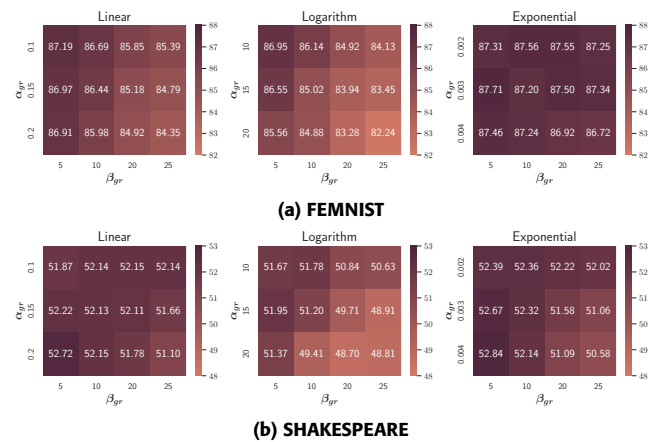 Linear
Logarithm
Exponential
α_gr
0.1
87.19 86.69 85.85 85.39
0.15
86.97 86.44 85.18 84.79
0.2
86.91 85.98 84.92 84.35
5 10 20 25
β_gr
88
87
86
85
84
83
82
α_gr
10
86.95 86.14 84.92 84.13
15
86.55 85.02 83.94 83.45
20
85.56 84.88 83.28 82.24
5 10 20 25
β_gr
88
87
86
85
84
83
82
α_gr
0.002
87.31 87.56 87.55 87.25
0.003
87.71 87.20 87.50 87.34
0.004
87.46 87.24 86.92 86.72
5 10 20 25
β_gr
88
87
86
85
84
83
82
(a) FEMNIST
Linear
Logarithm
Exponential
α_gr
0.1
51.87 52.14 52.15 52.14
0.15
52.22 52.13 52.11 51.66
0.2
52.72 52.15 51.78 51.10
5 10 20 25
β_gr
53
52
51
50
49
48
α_gr
10
51.67 51.78 50.84 50.63
15
51.95 51.20 49.71 48.91
20
51.37 49.41 48.70 48.81
5 10 20 25
β_gr
53
52
51
50
49
48
α_gr
0.002
52.39 52.36 52.22 52.02
0.003
52.67 52.32 51.58 51.06
0.004
52.84 52.14 51.09 50.58
5 10 20 25
β_gr
53
52
51
50
49
48
(b) SHAKESPEARE